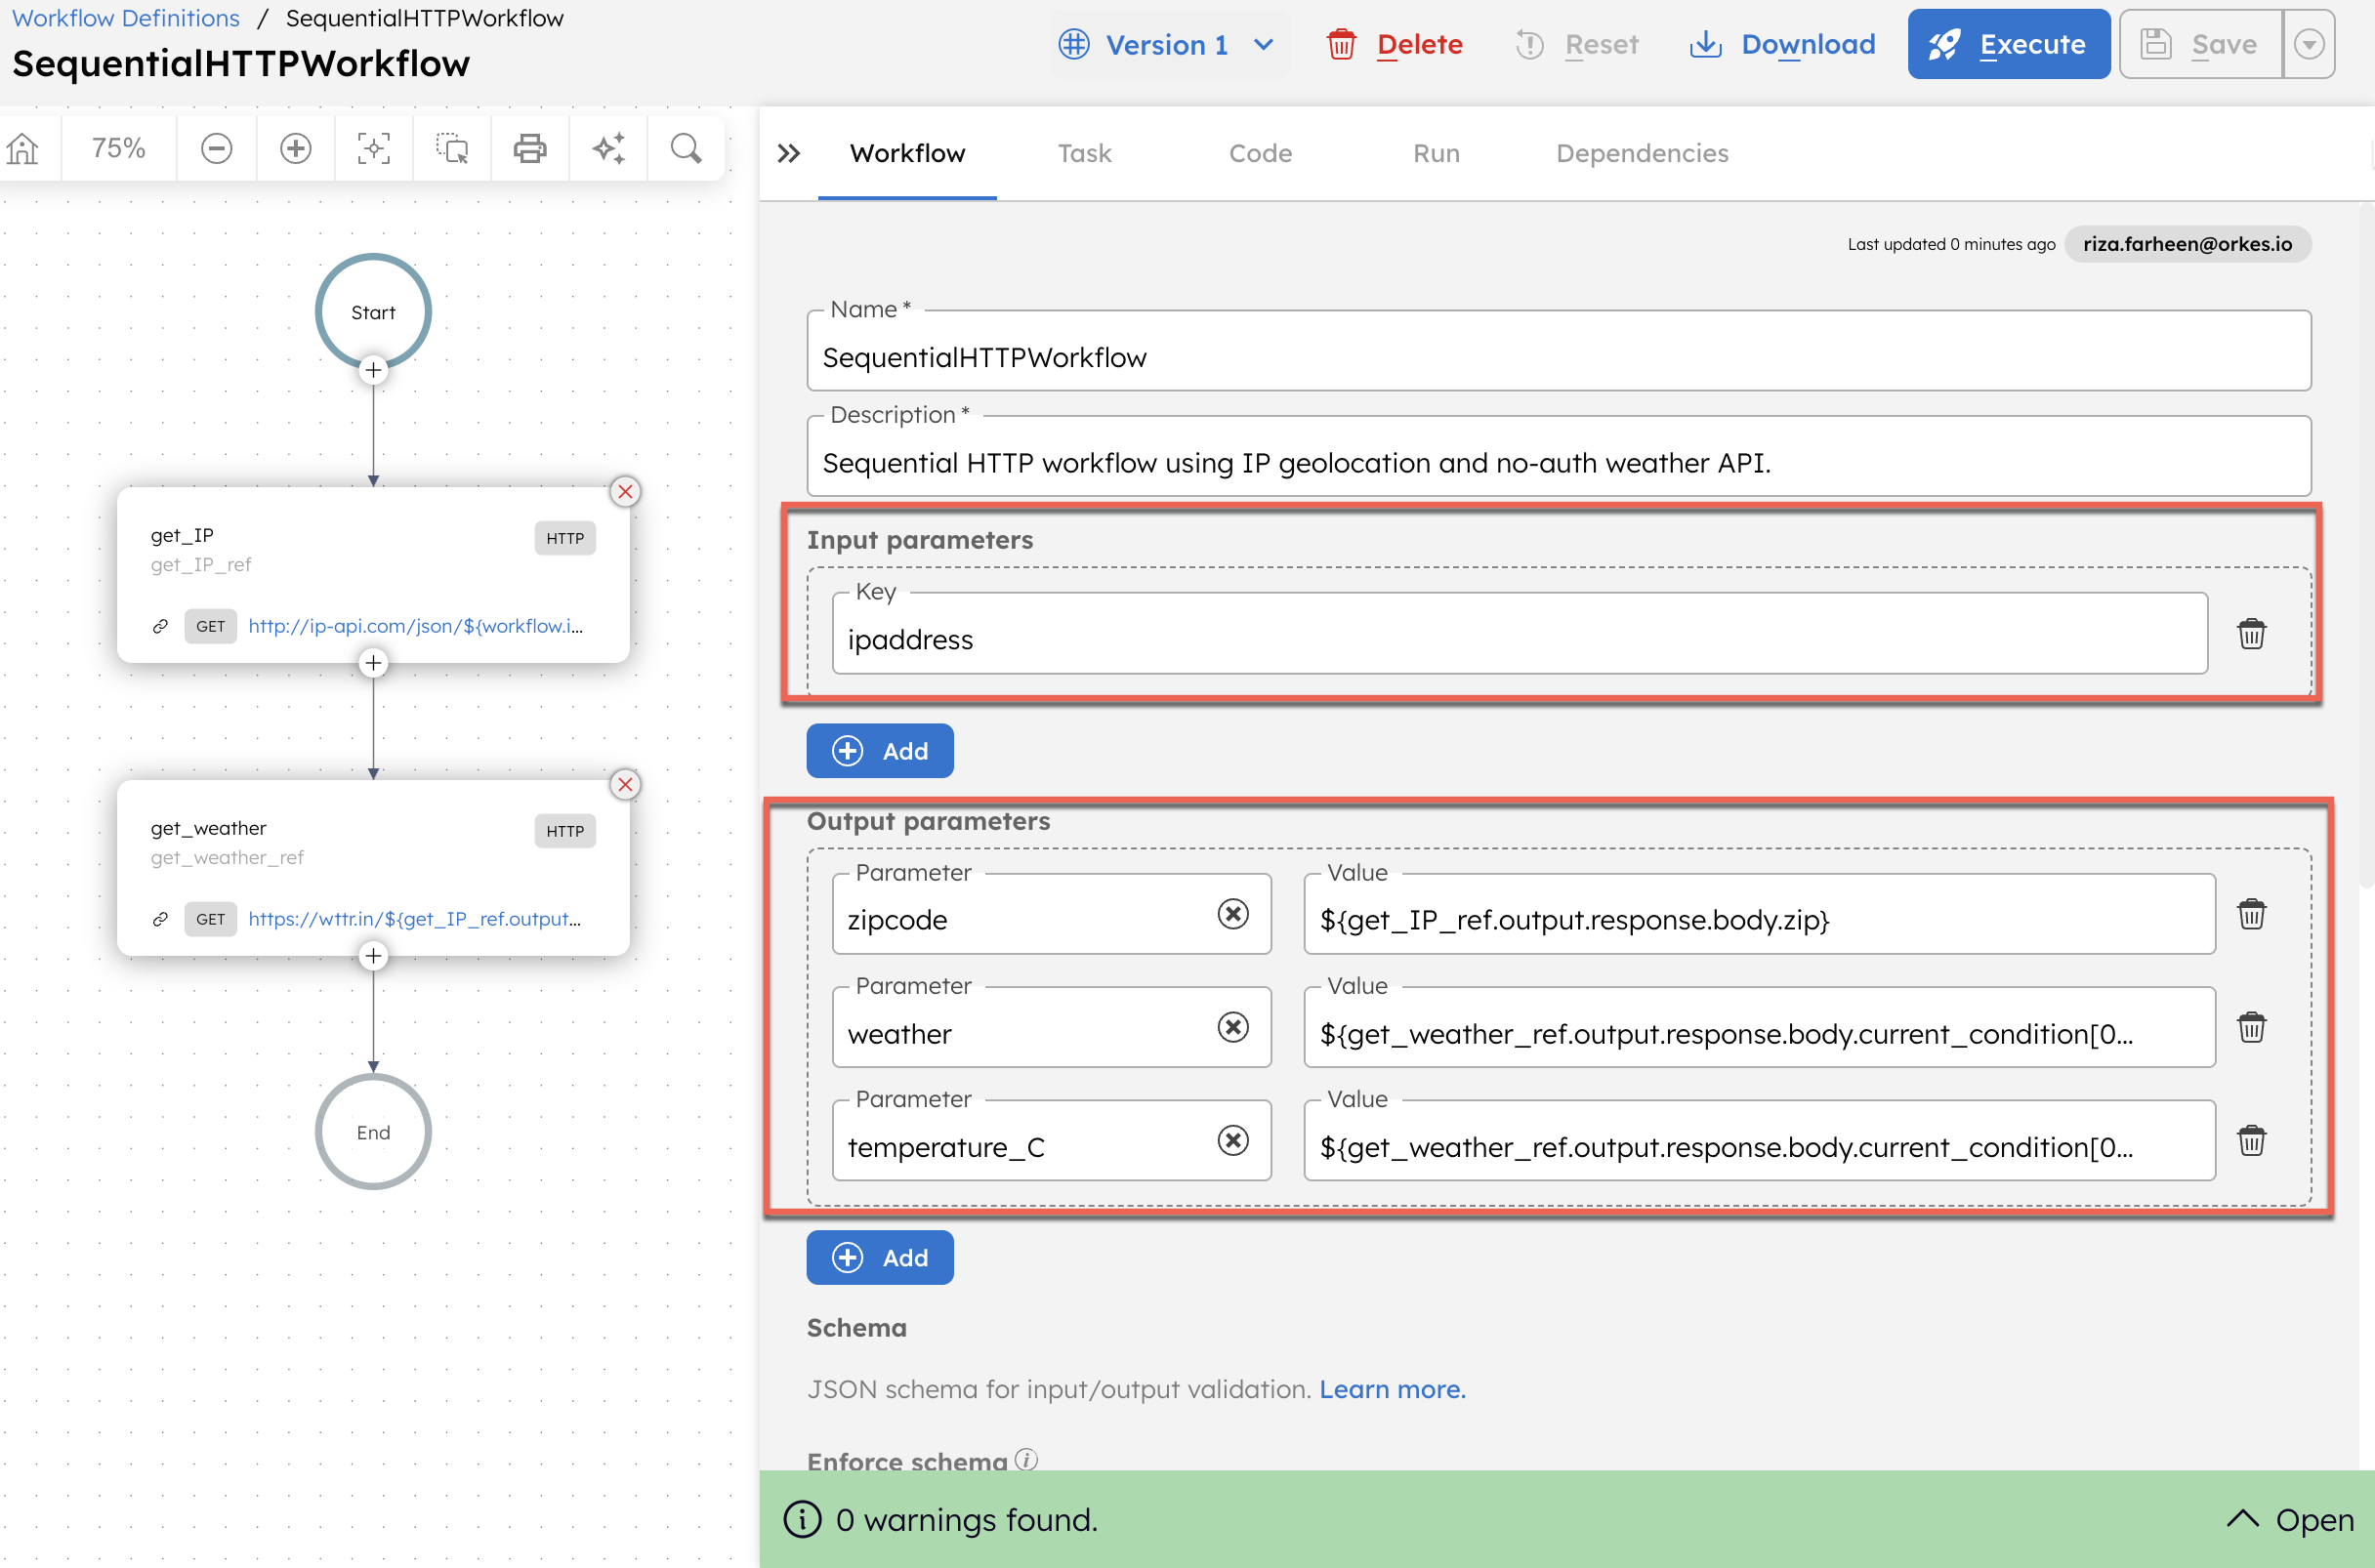 Workflow Definitions / SequentialHTTPWorkflow
SequentialHTTPWorkflow
Version 1
Delete
Reset
Download
Execute
Save
75%
Start
get_IP
HTTP
get_IP_ref
GET http://ip-api.com/json/${workflow.i...
get_weather
HTTP
get_weather_ref
GET https://wttr.in/${get_IP_ref.output...
End
Workflow
Task
Code
Run
Dependencies
Last updated 0 minutes ago riza.farheen@orkes.io
Name *
SequentialHTTPWorkflow
Description *
Sequential HTTP workflow using IP geolocation and no-auth weather API.
Input parameters
Key
ipaddress
Add
Output parameters
Parameter
zipcode
Value
${get_IP_ref.output.response.body.zip}
Parameter
weather
Value
${get_weather_ref.output.response.body.current_condition[0...
Parameter
temperature_C
Value
${get_weather_ref.output.response.body.current_condition[0...
Add
Schema
JSON schema for input/output validation. Learn more.
Enforce schema
0 warnings found.
Open